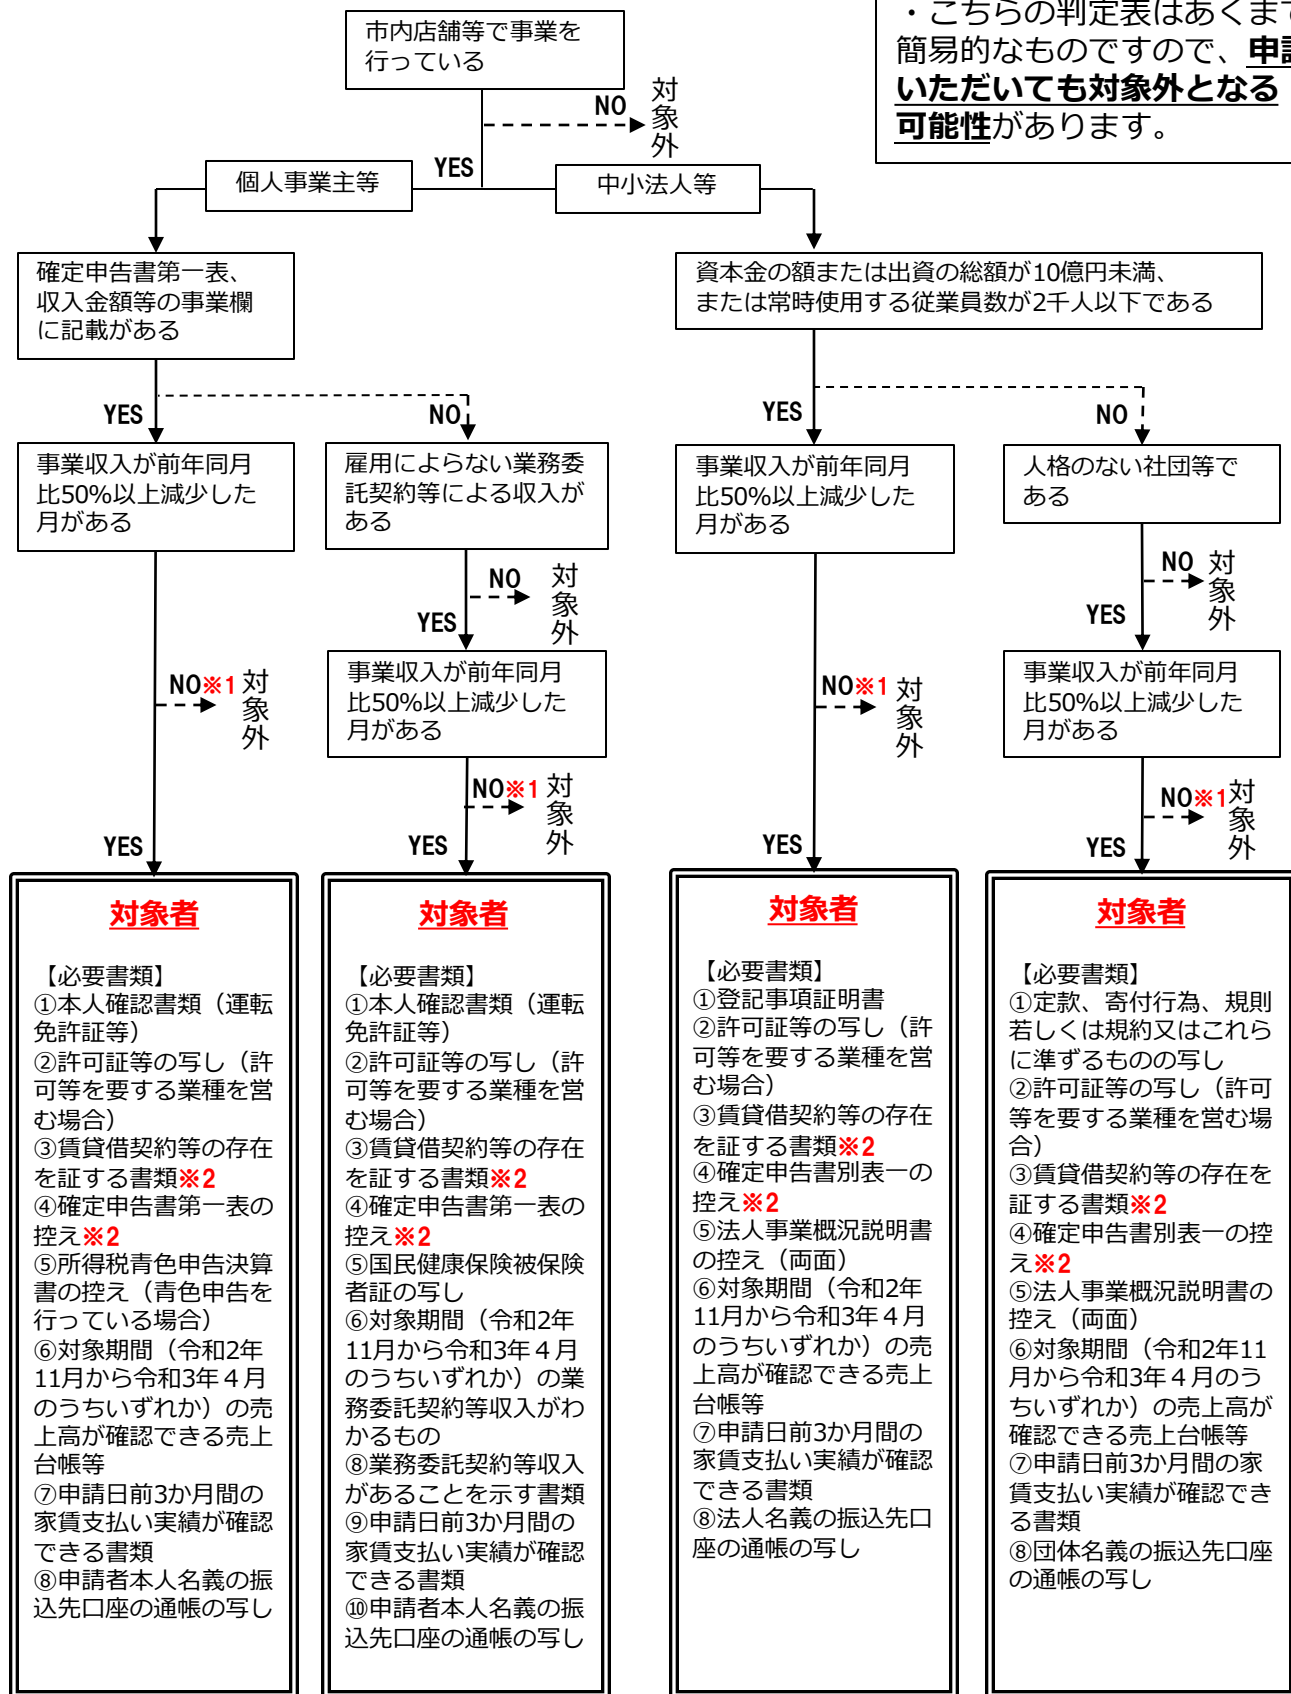 ・こちらの判定表はあくまで
簡易的なものですので、申請
いただいても対象外となる
可能性があります。
市内店舗等で事業を
行っている
NO
対象外
YES
個人事業主等
中小法人等
確定申告書第一表、
収入金額等の事業欄
に記載がある
資本金の額または出資の総額が10億円未満、
または常時使用する従業員数が2千人以下である
YES
NO
YES
NO
事業収入が前年同月
比50%以上減少した
月がある
雇用によらない業務委
託契約等による収入が
ある
事業収入が前年同月
比50%以上減少した
月がある
人格のない社団等で
ある
NO
対象外
YES
NO
対象外
YES
NO※1
対象外
事業収入が前年同月
比50%以上減少した
月がある
NO※1
対象外
事業収入が前年同月
比50%以上減少した
月がある
NO※1
対象外
NO※1
対象外
YES
YES
YES
YES
対象者
【必要書類】
①本人確認書類（運転
免許証等）
②許可証等の写し（許
可等を要する業種を営
む場合）
③賃貸借契約等の存在
を証する書類※2
④確定申告書第一表の
控え※2
⑤所得税青色申告決算
書の控え（青色申告を
行っている場合）
⑥対象期間（令和2年
11月から令和3年４月
のうちいずれか）の売
上高が確認できる売上
台帳等
⑦申請日前3か月間の
家賃支払い実績が確認
できる書類
⑧申請者本人名義の振
込先口座の通帳の写し
対象者
【必要書類】
①本人確認書類（運転
免許証等）
②許可証等の写し（許
可等を要する業種を営
む場合）
③賃貸借契約等の存在
を証する書類※2
④確定申告書第一表の
控え※2
⑤国民健康保険被保険
者証の写し
⑥対象期間（令和2年
11月から令和3年４月
のうちいずれか）の業
務委託契約等収入がわ
かるもの
⑧業務委託契約等収入
があることを示す書類
⑨申請日前3か月間の
家賃支払い実績が確認
できる書類
⑩申請者本人名義の振
込先口座の通帳の写し
対象者
【必要書類】
①登記事項証明書
②許可証等の写し（許
可等を要する業種を営
む場合）
③賃貸借契約等の存在
を証する書類※2
④確定申告書別表一の
控え※2
⑤法人事業概況説明書
の控え（両面）
⑥対象期間（令和2年
11月から令和3年４月
のうちいずれか）の売
上高が確認できる売上
台帳等
⑦申請日前3か月間の
家賃支払い実績が確認
できる書類
⑧法人名義の振込先口
座の通帳の写し
対象者
【必要書類】
①定款、寄付行為、規則
若しくは規約又はこれら
に準ずるものの写し
②許可証等の写し（許可
等を要する業種を営む場
合）
③賃貸借契約等の存在を
証する書類※2
④確定申告書別表一の控
え※2
⑤法人事業概況説明書の
控え（両面）
⑥対象期間（令和2年11
月から令和3年４月のう
ちいずれか）の売上高が
確認できる売上台帳等
⑦申請日前3か月間の家
賃支払い実績が確認でき
る書類
⑧団体名義の振込先口座
の通帳の写し